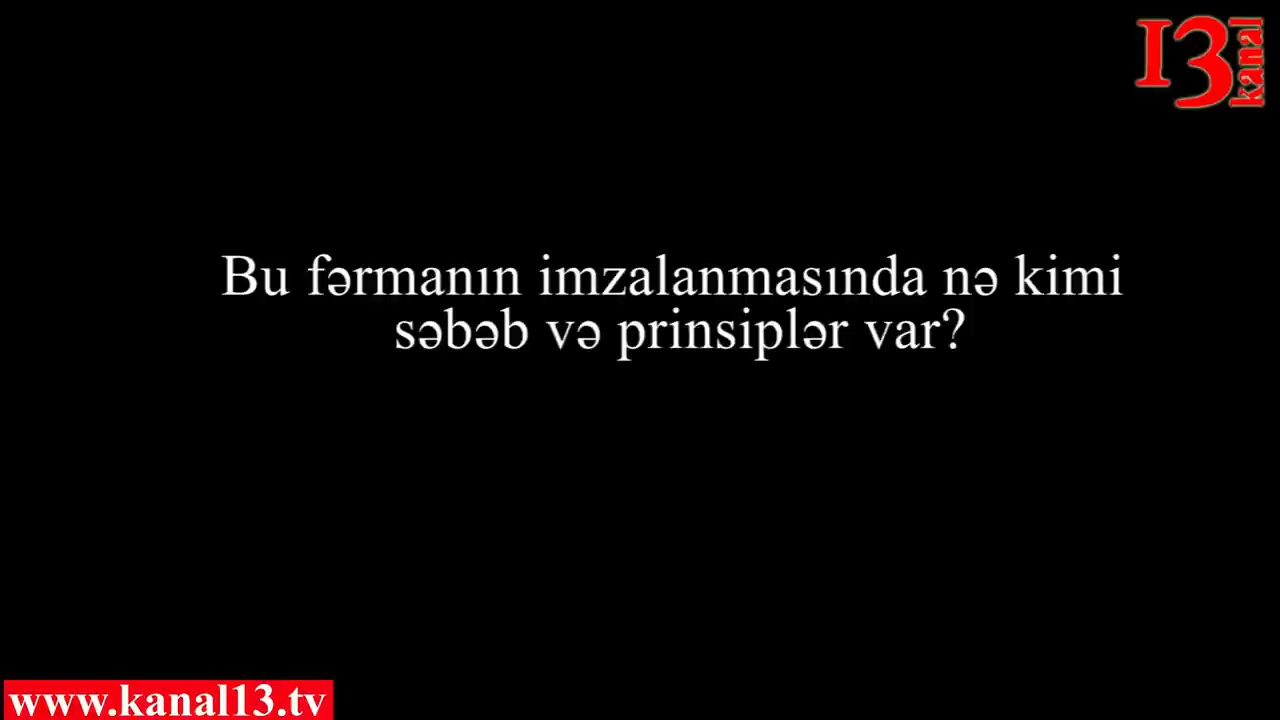 13 kanal
Bu fərmanın imzalanmasında nə kimi
səbəb və prinsiplər var?
www.kanal13.tv